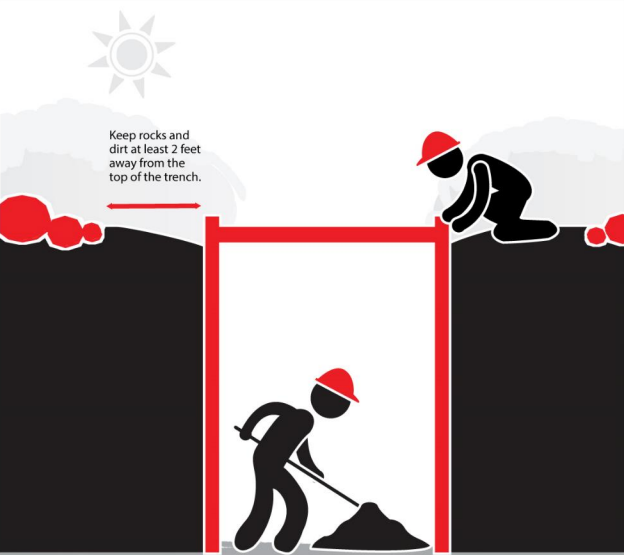 Keep rocks and
dirt at least 2 feet
away from the
top of the trench.